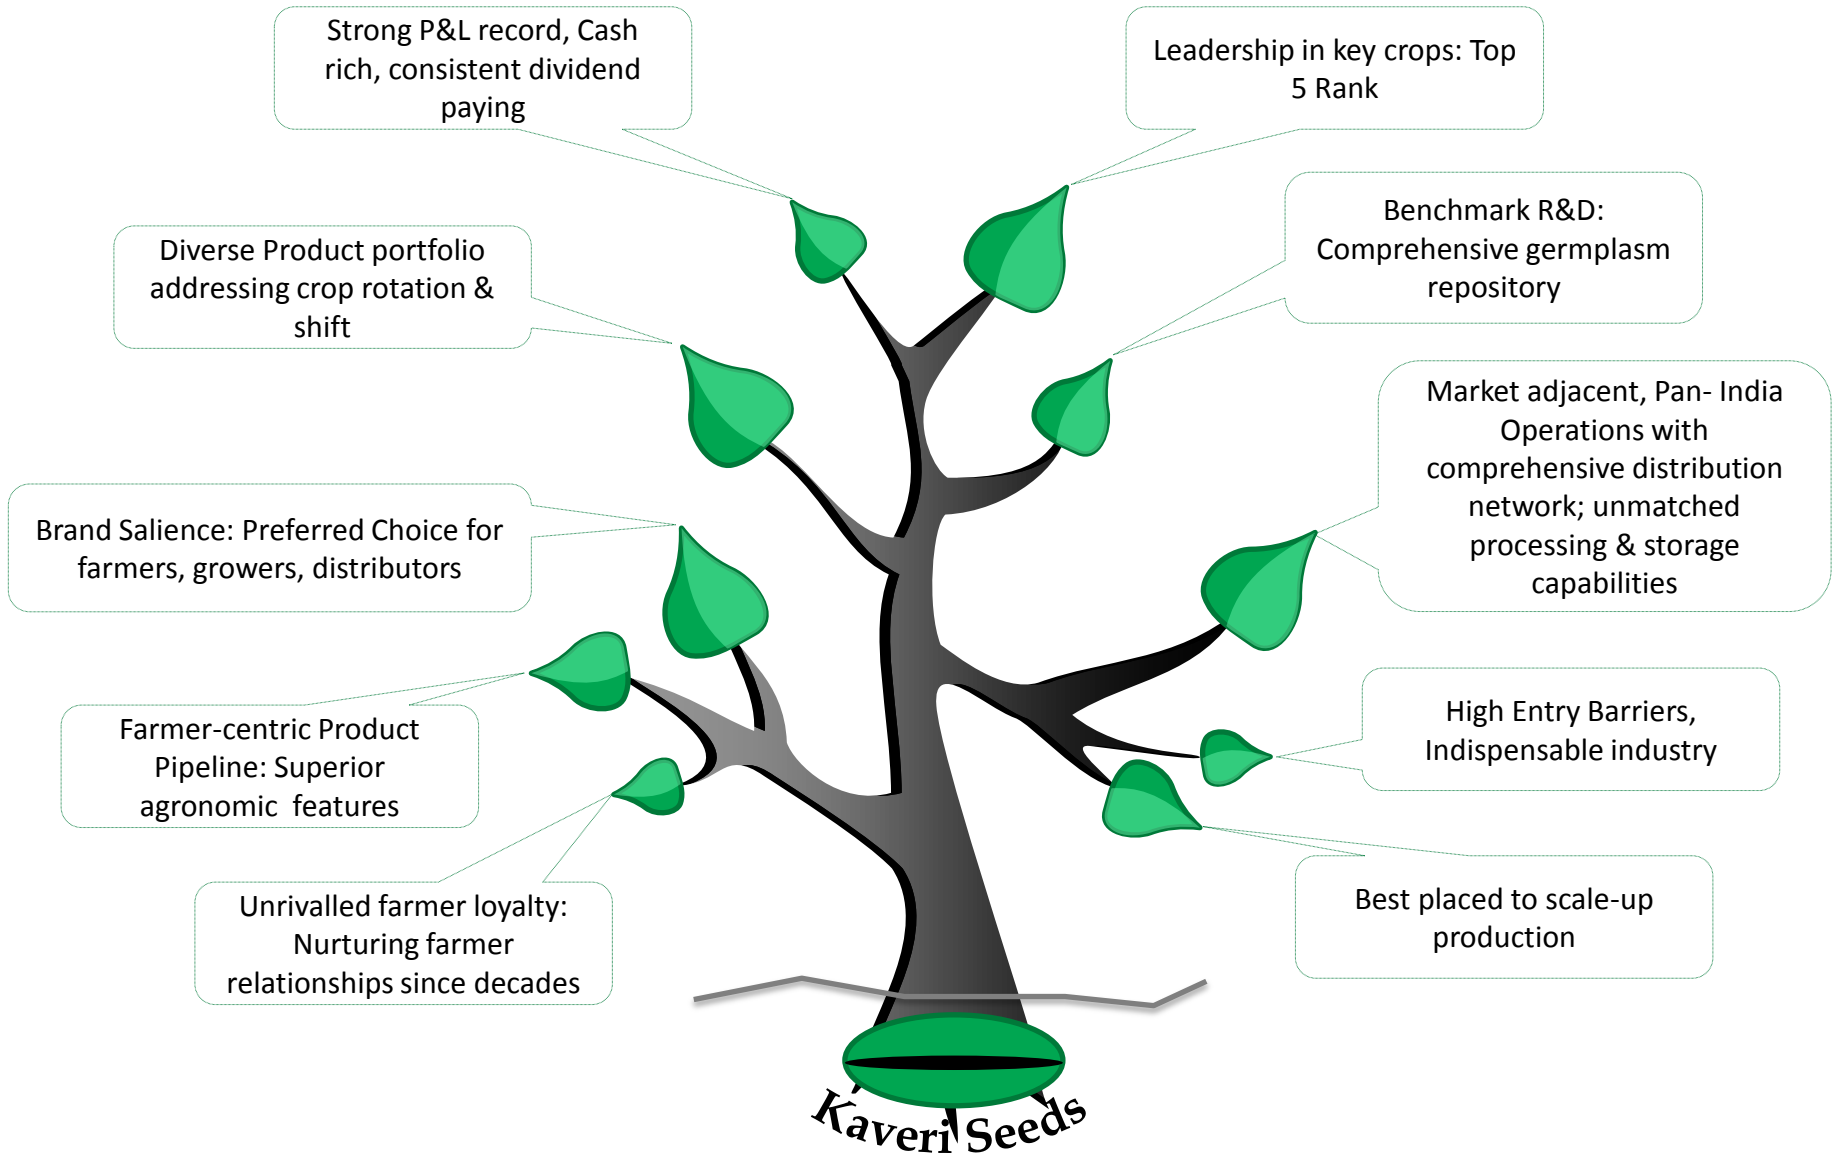 Strong P&L record, Cash
rich, consistent dividend
paying
Leadership in key crops: Top
5 Rank
Diverse Product portfolio
addressing crop rotation &
shift
Benchmark R&D:
Comprehensive germplasm
repository
Brand Salience: Preferred Choice for
farmers, growers, distributors
Market adjacent, Pan- India
Operations with
comprehensive distribution
network; unmatched
processing & storage
capabilities
Farmer-centric Product
Pipeline: Superior
agronomic  features
High Entry Barriers,
Indispensable industry
Unrivalled farmer loyalty:
Nurturing farmer
relationships since decades
Best placed to scale-up
production
Kaveri Seeds